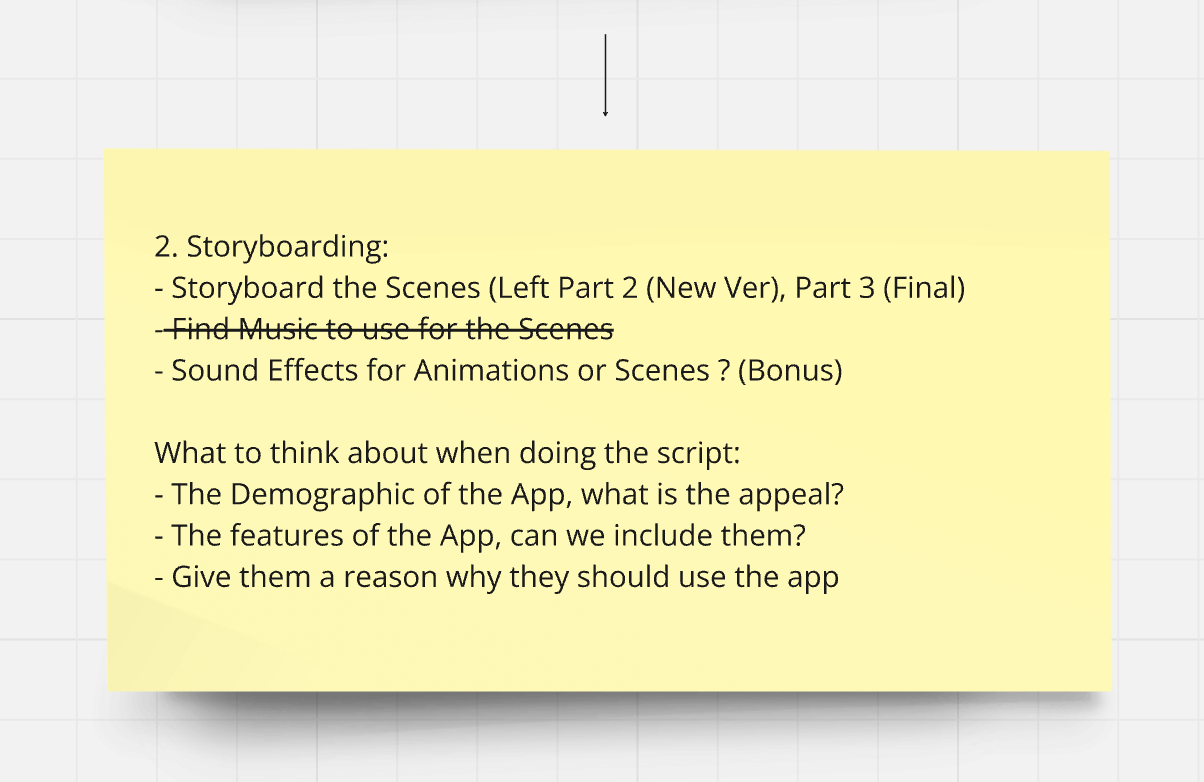 2. Storyboarding:
- Storyboard the Scenes (Left Part 2 (New Ver), Part 3 (Final)
- Find Music to use for the Scenes
- Sound Effects for Animations or Scenes ? (Bonus)
What to think about when doing the script:
- The Demographic of the App, what is the appeal?
- The features of the App, can we include them?
- Give them a reason why they should use the app